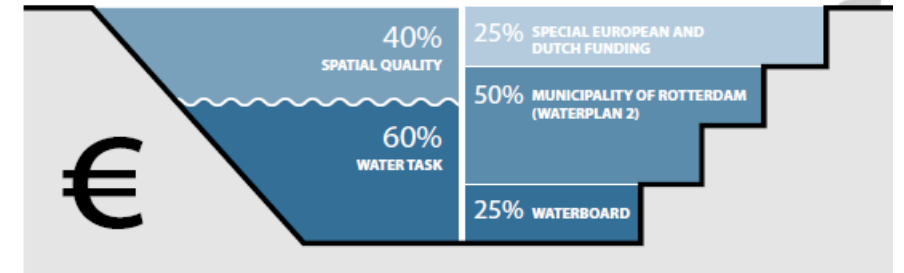 40%
SPATIAL QUALITY
60%
WATER TASK
€
25% SPECIAL EUROPEAN AND
DUTCH FUNDING
50% MUNICIPALITY OF ROTTERDAM
(WATERPLAN 2)
25% WATERBOARD